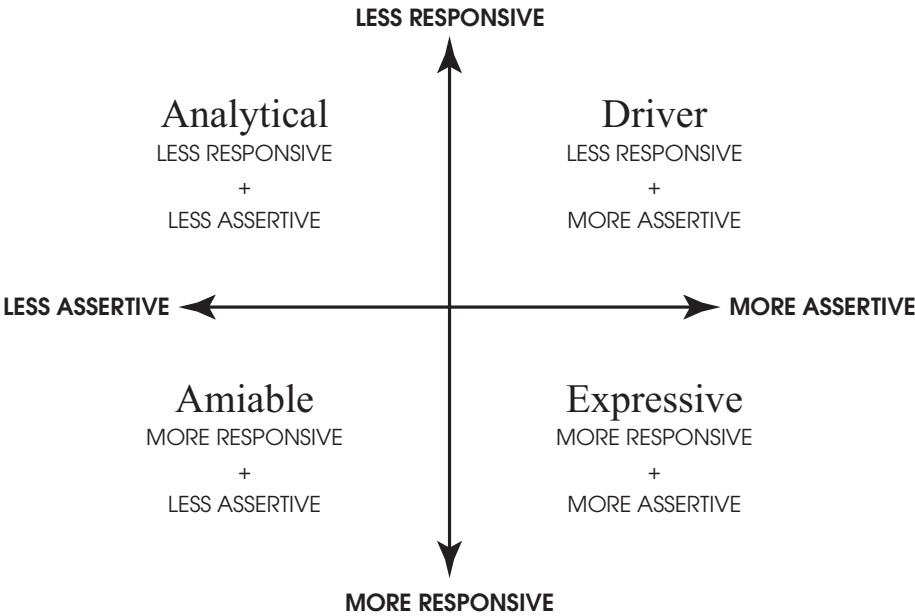 LESS RESPONSIVE
Analytical
LESS RESPONSIVE
+
LESS ASSERTIVE
Driver
LESS RESPONSIVE
+
MORE ASSERTIVE
LESS ASSERTIVE
MORE ASSERTIVE
Amiable
MORE RESPONSIVE
+
LESS ASSERTIVE
Expressive
MORE RESPONSIVE
+
MORE ASSERTIVE
MORE RESPONSIVE